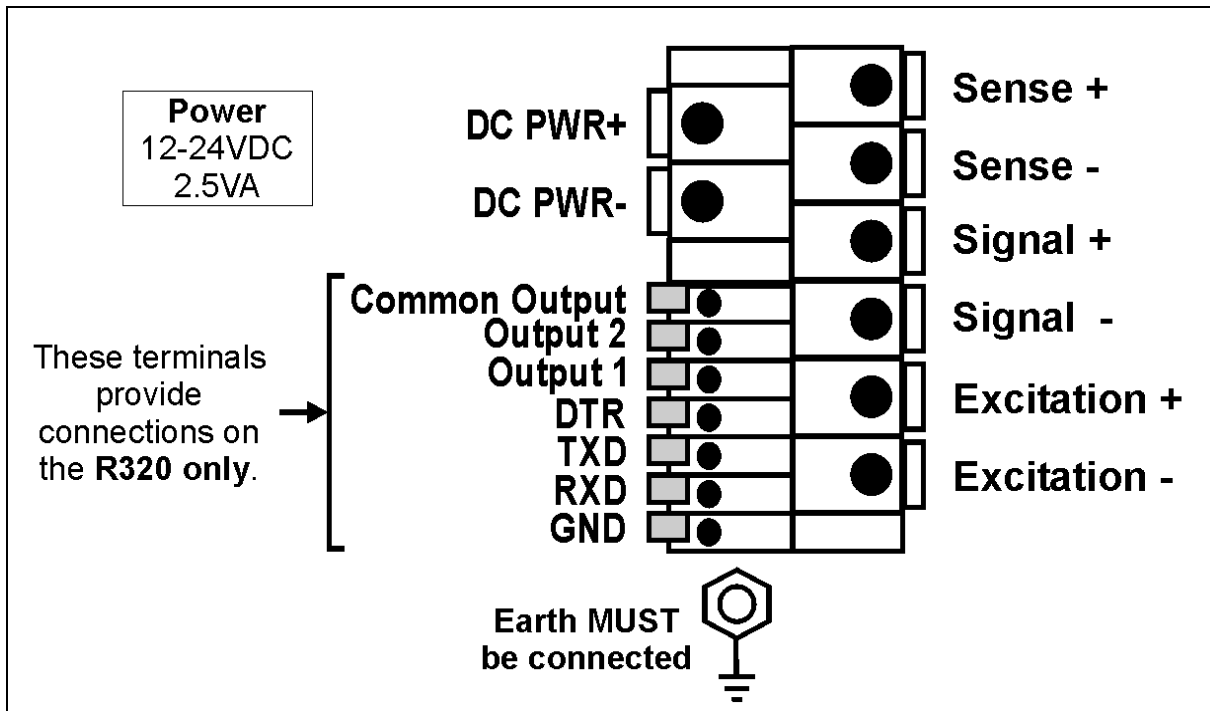 Power
12-24VDC
2.5VA
DC PWR+
DC PWR-
These terminals
provide
connections on
the R320 only.
Common Output
Output 2
Output 1
DTR
TXD
RXD
GND
Sense +
Sense -
Signal +
Signal -
Excitation +
Excitation -
Earth MUST
be connected